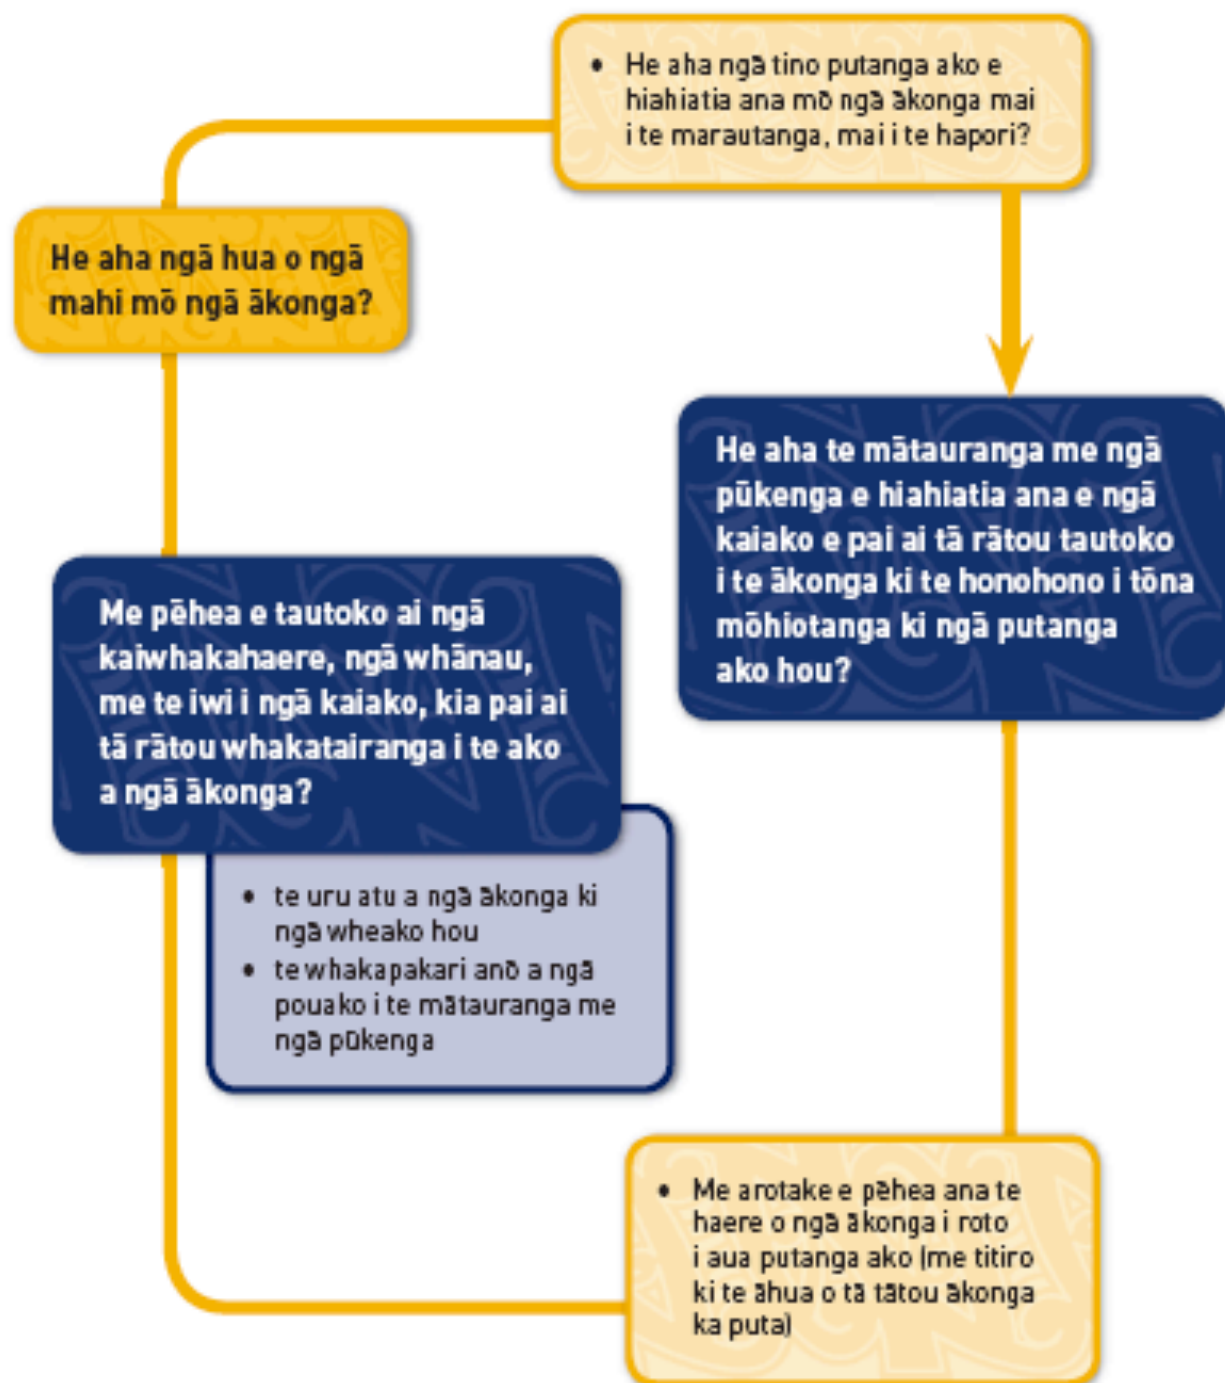 • He aha ngā tino putanga ako e
hiahiatia ana mō ngā ākonga mai
i te marautanga, mai i te hapori?
He aha ngā hua o ngā
mahi mō ngā ākonga?
He aha te mātauranga me ngā
pūkenga e hiahiatia ana e ngā
kaiako e pai ai tā rātou tautoko
i te ākonga ki te honohono i tōna
mōhiotanga ki ngā putanga
ako hou?
Me pēhea e tautoko ai ngā
kaiwhakahaere, ngā whānau,
me te iwi i ngā kaiako, kia pai ai
tā rātou whakatairanga i te ako
a ngā ākonga?
• te uru atu a ngā ākonga ki
ngā wheako hou
• te whakapakari anō a ngā
pouako i te mātauranga me
ngā pūkenga
• Me arotake e pēhea ana te
haere o ngā ākonga i roto
i aua putanga ako (me titiro
ki te āhua o tā tātou ākonga
ka puta)